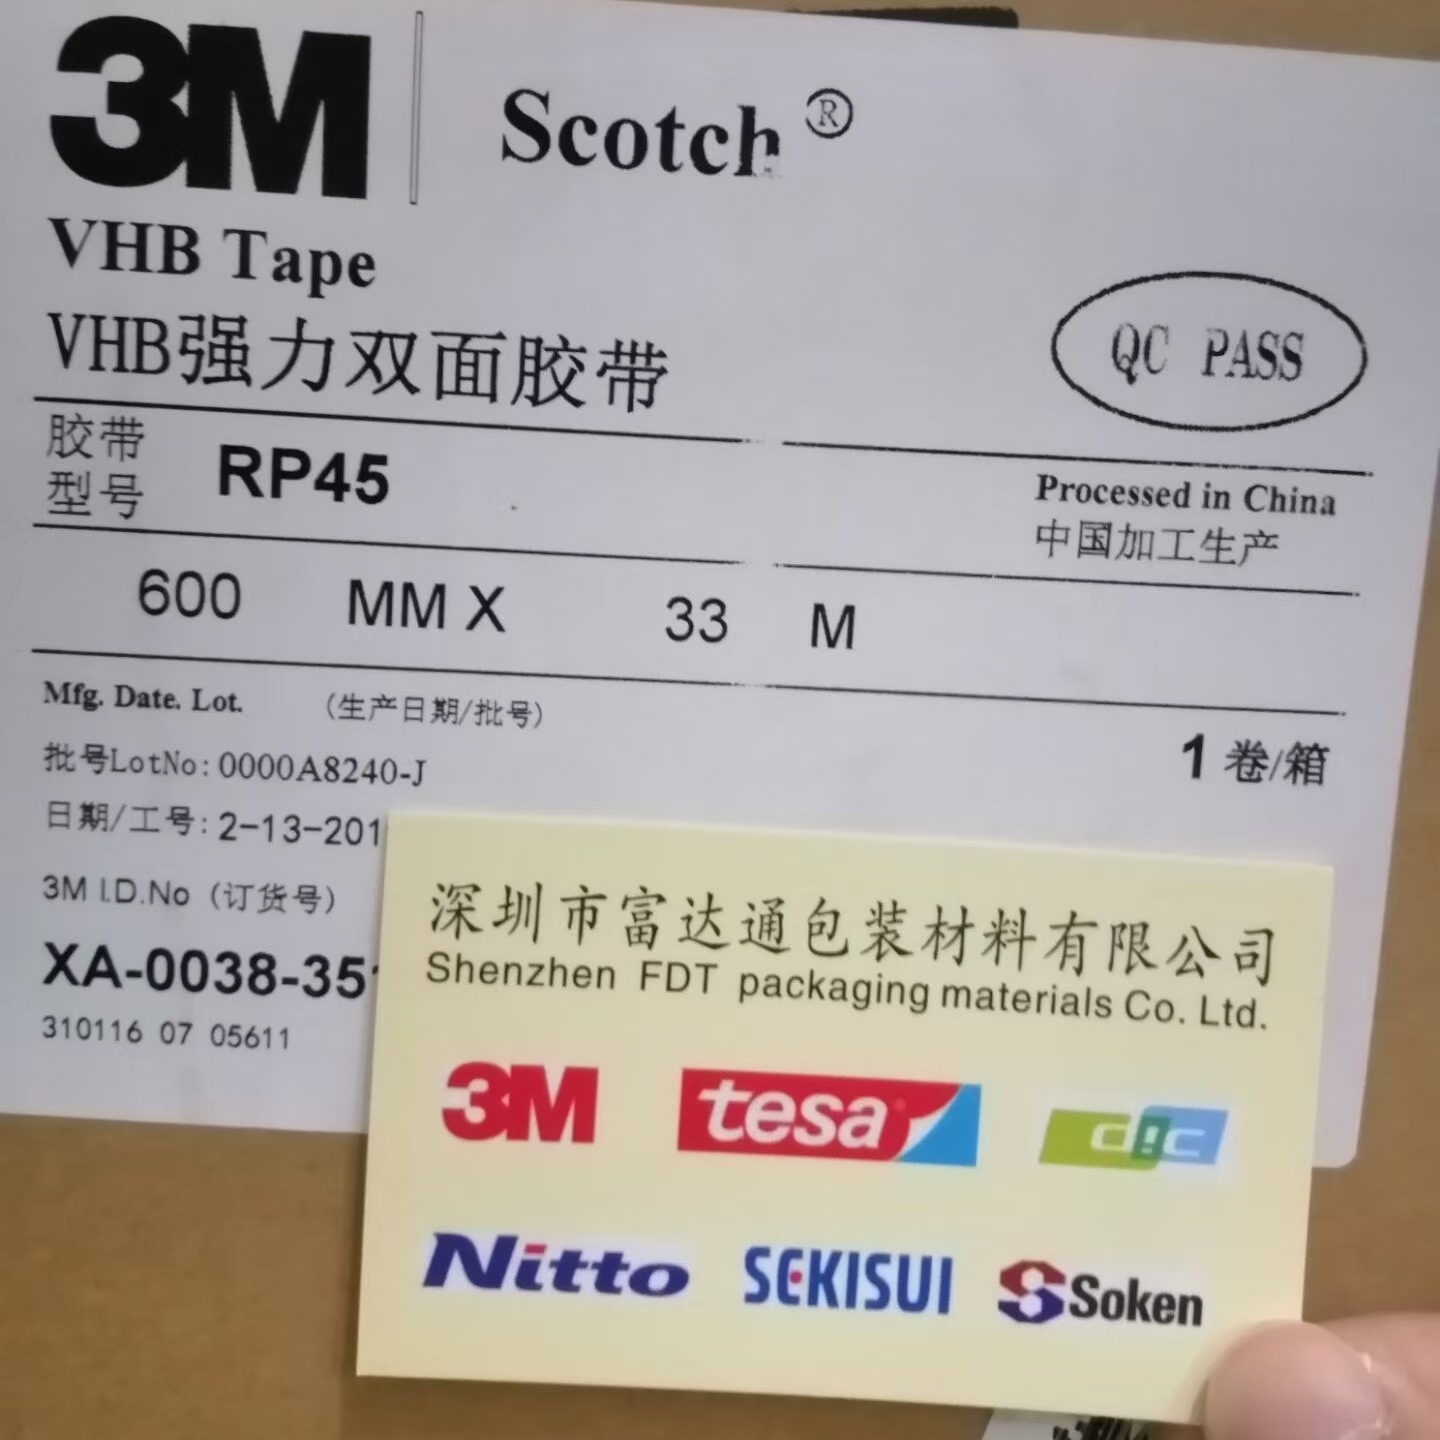 3M Scotch®
VHB Tape
VHB强力双面胶带
QC PASS
胶带
型号 RP45
Processed in China
中国加工生产
600 MM X 33 M
Mfg. Date. Lot. (生产日期/批号)
1 卷/箱
批号LotNo: 0000A8240-J
日期/工号: 2-13-201
3M I.D.No (订货号)
XA-0038-35
310116 07 05611
深圳市富达通包装材料有限公司
Shenzhen FDT packaging materials Co. Ltd.
3M tesa dic
Nitto SEKISUI Soken